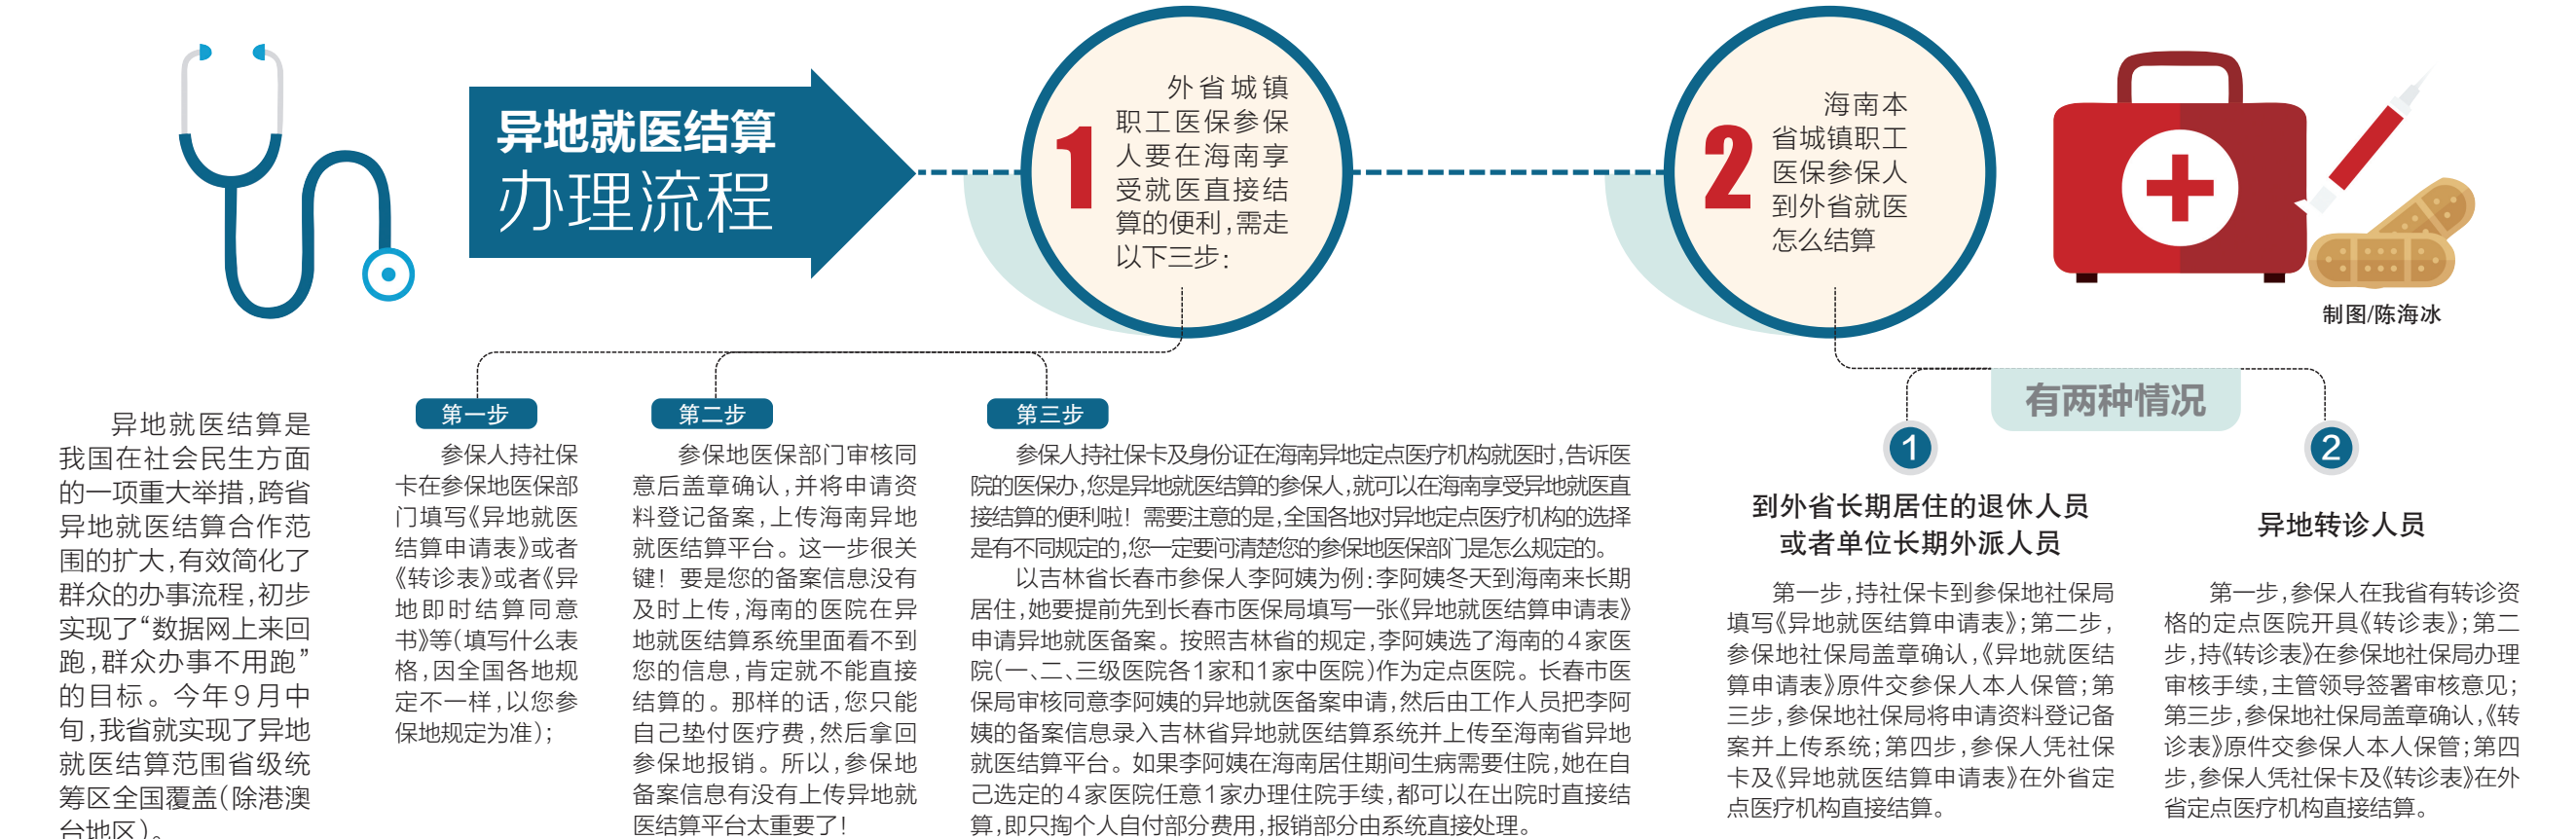 异地就医结算
办理流程
1
外省城镇
职工医保参保
人要在海南享
受就医直接结
算的便利，需走
以下三步：
2
海南本
省城镇职工
医保参保人
到外省就医
怎么结算
制图/陈海冰
异地就医结算是
我国在社会民生方面
的一项重大举措，跨省
异地就医结算合作范
围的扩大，有效简化了
群众的办事流程，初步
实现了“数据网上来回
跑，群众办事不用跑”
的目标。今年9月中
旬，我省就实现了异地
就医结算范围省级统
筹区全国覆盖（除港澳
台地区）。
第一步
参保人持社保
卡在参保地医保部
门填写《异地就医
结算申请表》或者
《转诊表》或者《异
地即时结算同意
书》等（填写什么表
格，因全国各地规
定不一样，以您参
保地规定为准）；
第二步
参保地医保部门审核同
意后盖章确认，并将申请资
料登记备案，上传海南异地
就医结算平台。这一步很关
键！要是您的备案信息没有
及时上传，海南的医院在异
地就医结算系统里面看不到
您的信息，肯定就不能直接
结算的。那样的话，您只能
自己垫付医疗费，然后拿回
参保地报销。所以，参保地
备案信息有没有上传异地就
医结算平台太重要了！
第三步
参保人持社保卡及身份证在海南异地定点医疗机构就医时，告诉医
院的医保办，您是异地就医结算的参保人，就可以在海南享受异地就医直
接结算的便利啦！需要注意的是，全国各地对异地定点医疗机构的选择
是有不同规定的，您一定要问清楚您的参保地医保部门是怎么规定的。
以吉林省长春市参保人李阿姨为例：李阿姨冬天到海南来长期
居住，她要提前先到长春市医保局填写一张《异地就医结算申请表》
申请异地就医备案。按照吉林省的规定，李阿姨选了海南的4家医
院（一、二、三级医院各1家和1家中医院）作为定点医院。长春市医
保局审核同意李阿姨的异地就医备案申请，然后由工作人员把李阿
姨的备案信息录入吉林省异地就医结算系统并上传至海南省异地
就医结算平台。如果李阿姨在海南居住期间生病需要住院，她在自
己选定的4家医院任意1家办理住院手续，都可以在出院时直接结
算，即只掏个人自付部分费用，报销部分由系统直接处理。
有两种情况
1
到外省长期居住的退休人员
或者单位长期外派人员
第一步，持社保卡到参保地社保局
填写《异地就医结算申请表》；第二步，
参保地社保局盖章确认，《异地就医结
算申请表》原件交参保人本人保管；第
三步，参保地社保局将申请资料登记备
案并上传系统；第四步，参保人凭社保
卡及《异地就医结算申请表》在外省定
点医疗机构直接结算。
2
异地转诊人员
第一步，参保人在我省有转诊资
格的定点医院开具《转诊表》；第二
步，持《转诊表》在参保地社保局办理
审核手续，主管领导签署审核意见；
第三步，参保地社保局盖章确认，《转
诊表》原件交参保人本人保管；第四
步，参保人凭社保卡及《转诊表》在外
省定点医疗机构直接结算。